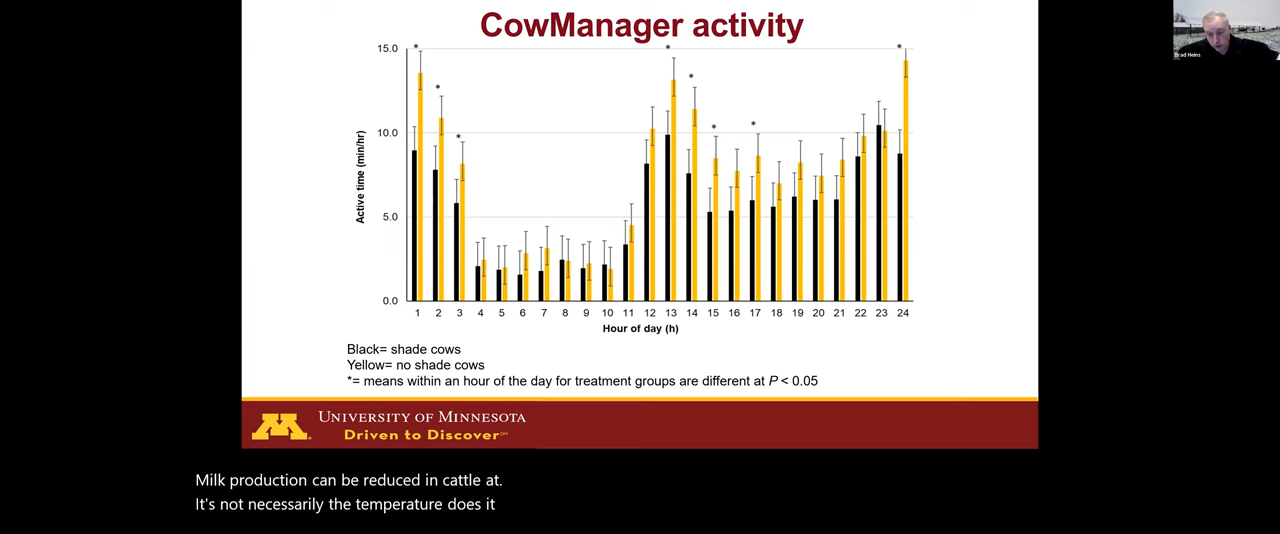 CowManager activity
Brad Heins
15.0
10.0
5.0
0.0
Active time (min/hr)
* * * * * * * *
1 2 3 4 5 6 7 8 9 10 11 12 13 14 15 16 17 18 19 20 21 22 23 24
Hour of day (h)
Black= shade cows
Yellow= no shade cows
*= means within an hour of the day for treatment groups are different at P < 0.05
UNIVERSITY OF MINNESOTA
Driven to Discover℠
Milk production can be reduced in cattle at.
It's not necessarily the temperature does it